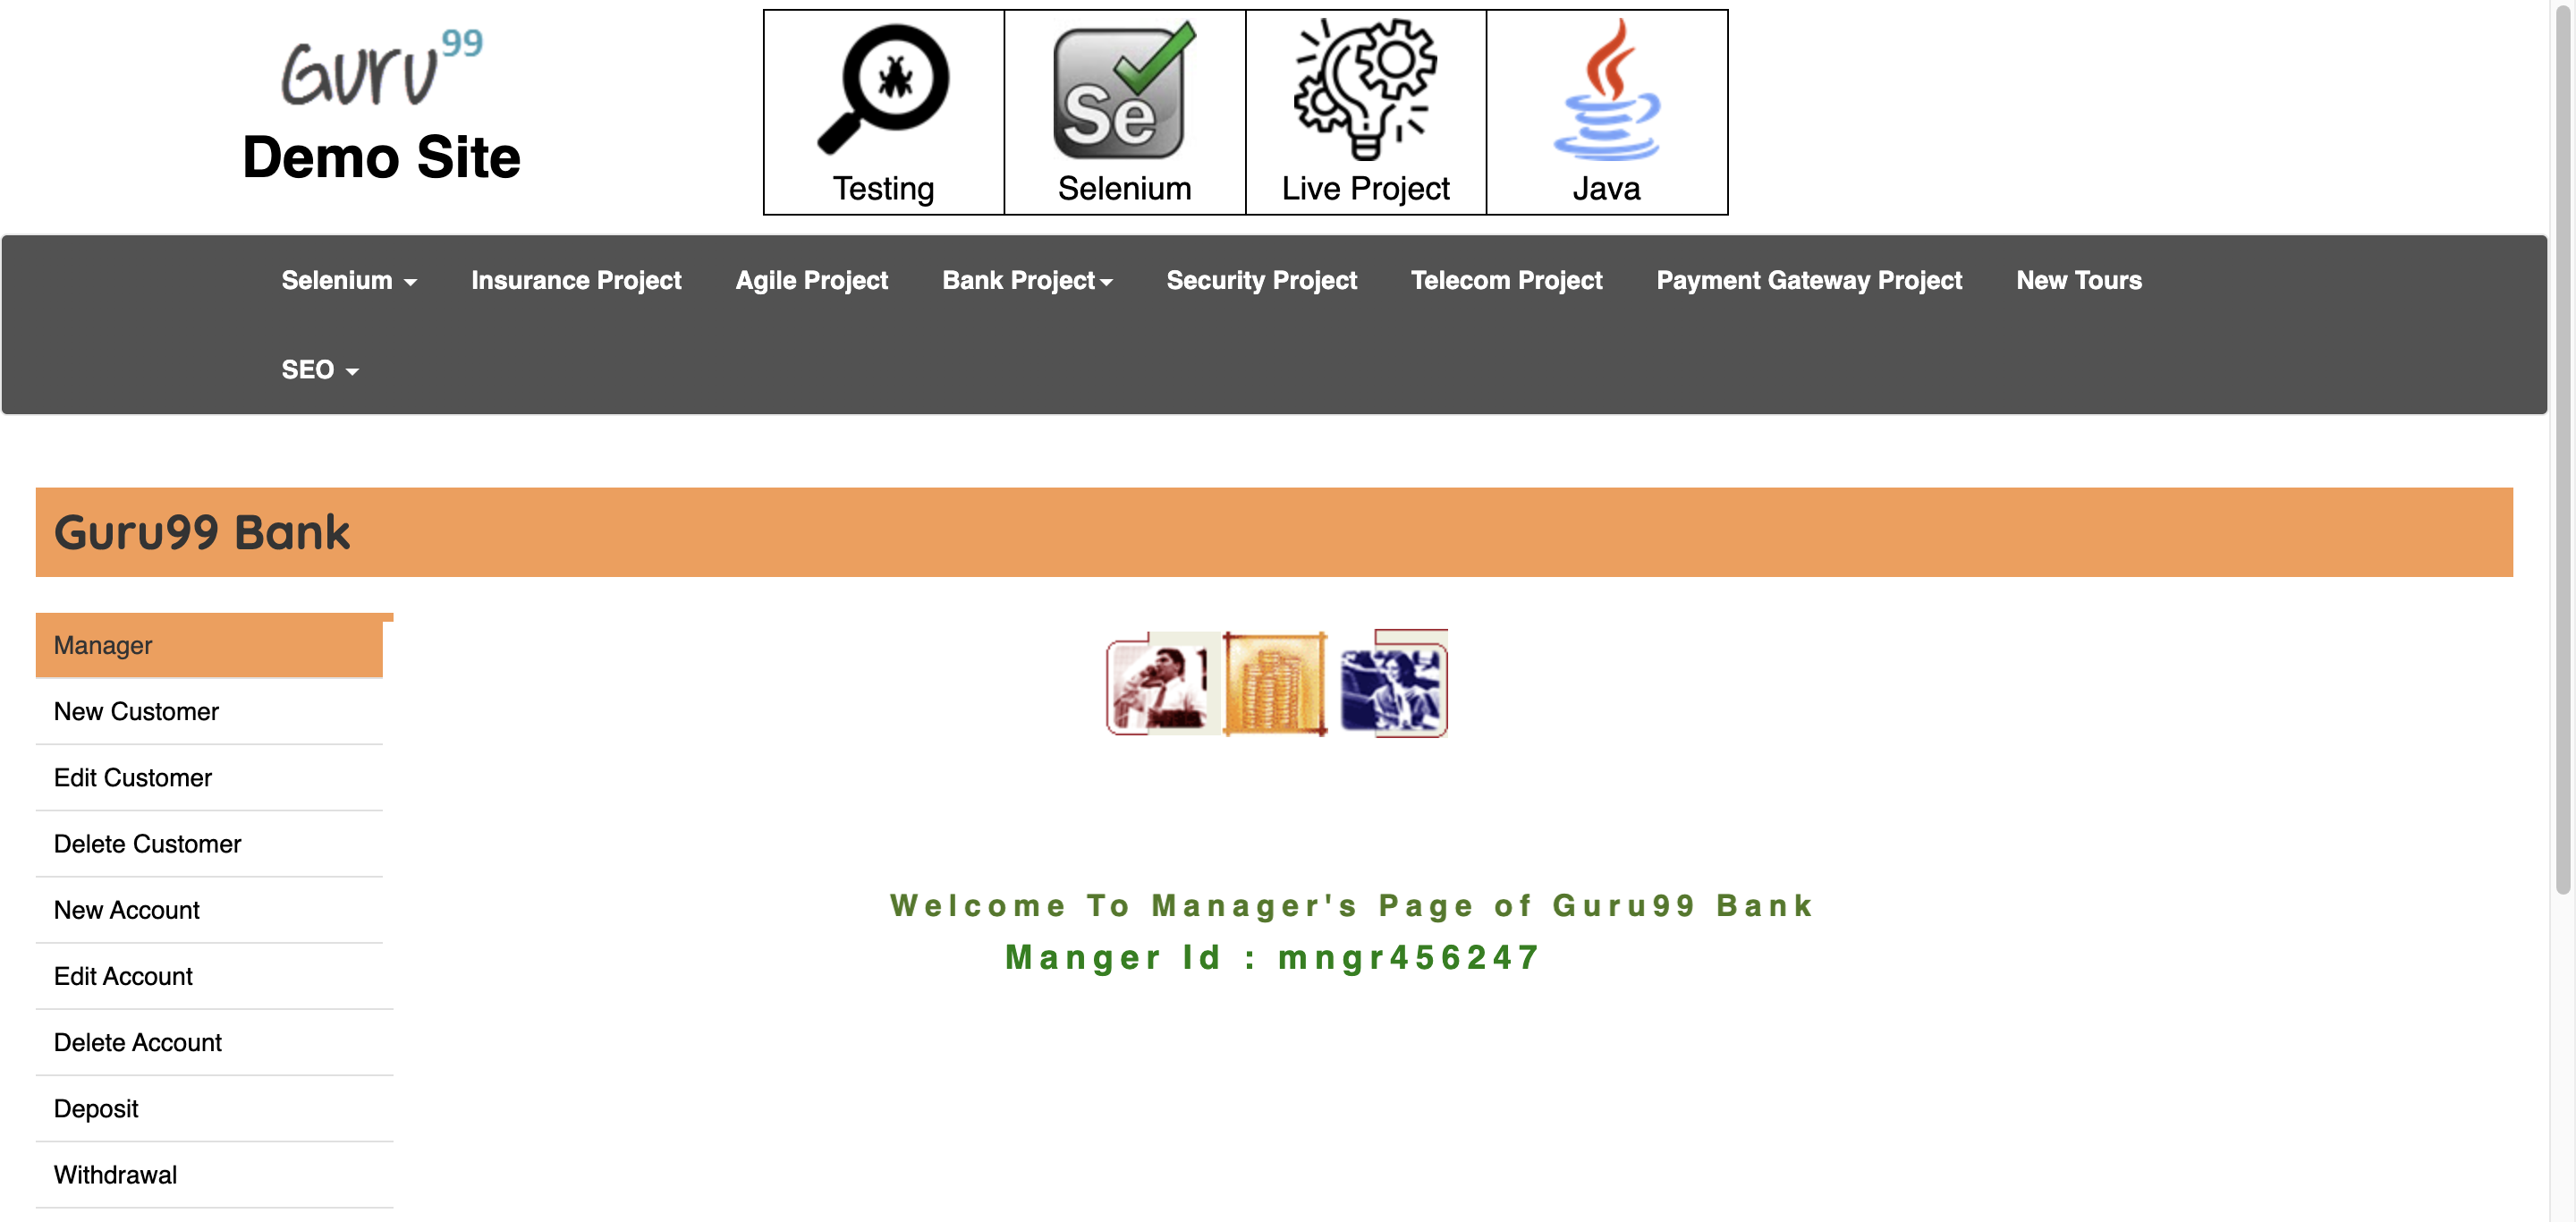 Guru99
Demo Site
Se
Testing
Selenium
Live Project
Java
Selenium
Insurance Project
Agile Project
Bank Project
Security Project
Telecom Project
Payment Gateway Project
New Tours
SEO
Guru99 Bank
Manager
New Customer
Edit Customer
Delete Customer
New Account
Edit Account
Delete Account
Deposit
Withdrawal
Welcome To Manager's Page of Guru99 Bank
Manger Id : mngr456247